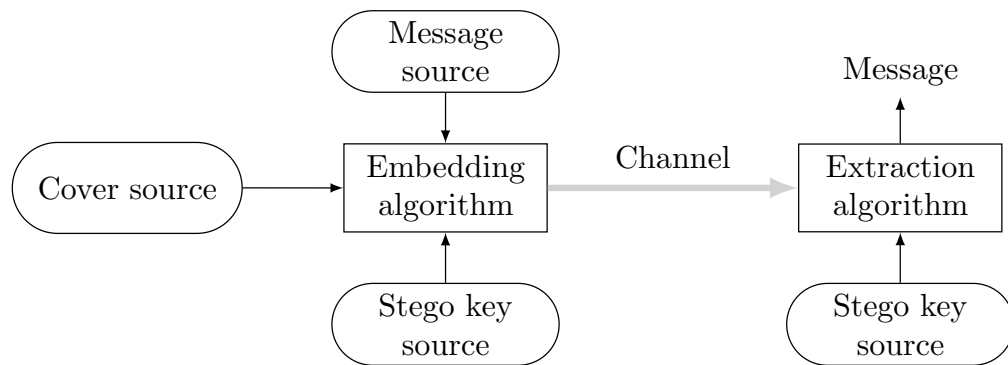 Message
source
Message
Cover source
Embedding
algorithm
Channel
Extraction
algorithm
Stego key
source
Stego key
source